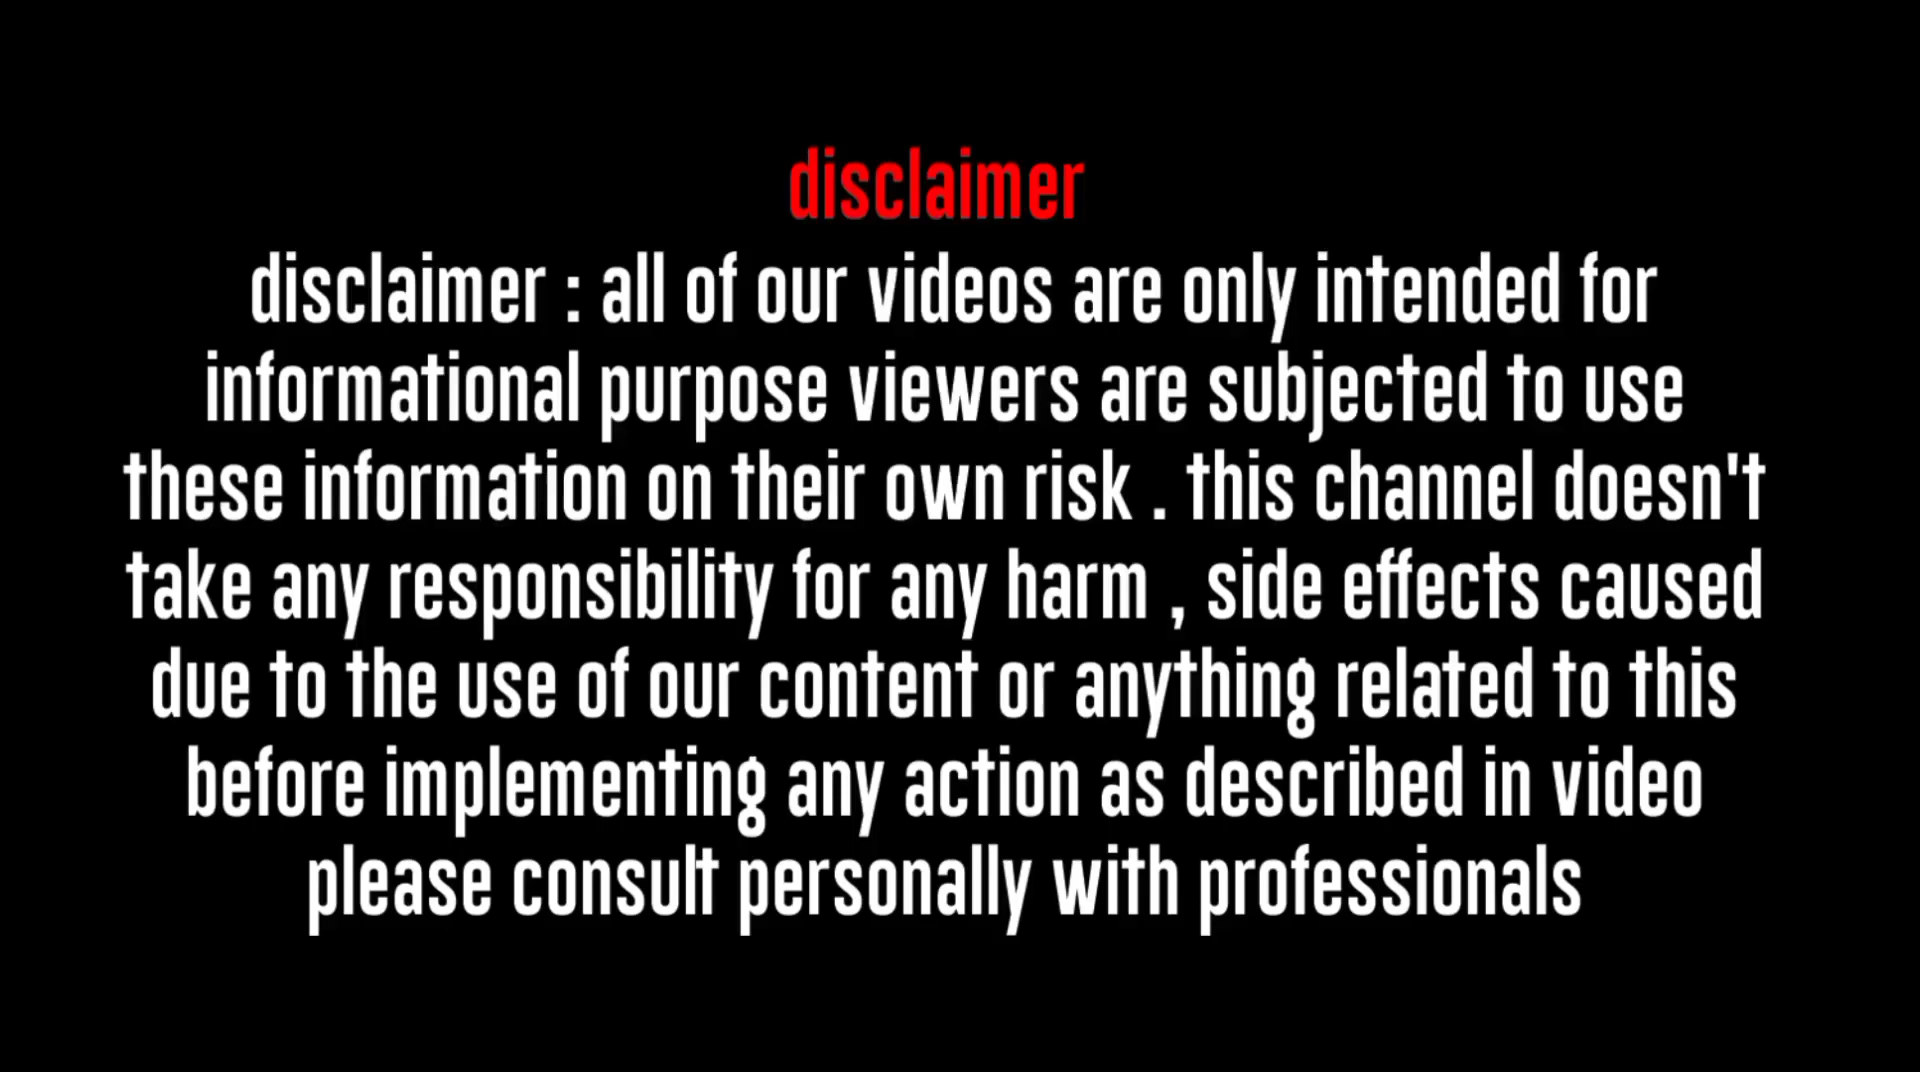 disclaimer
disclaimer : all of our videos are only intended for
informational purpose viewers are subjected to use
these information on their own risk . this channel doesn't
take any responsibility for any harm , side effects caused
due to the use of our content or anything related to this
before implementing any action as described in video
please consult personally with professionals